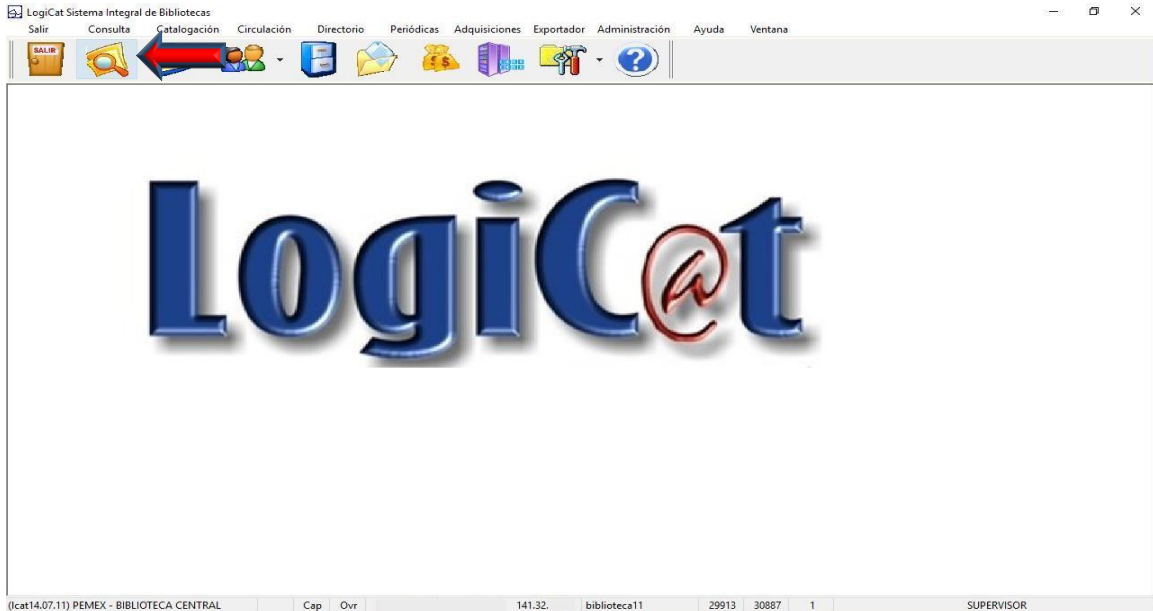 LogiCat Sistema Integral de Bibliotecas
Salir Consulta Catalogación Circulación Directorio Periódicas Adquisiciones Exportador Administración Ayuda Ventana
SALIR
LogiC@t
(lcat14.07.11) PEMEX - BIBLIOTECA CENTRAL Cap Ovr 141.32. biblioteca11 29913 30887 1 SUPERVISOR